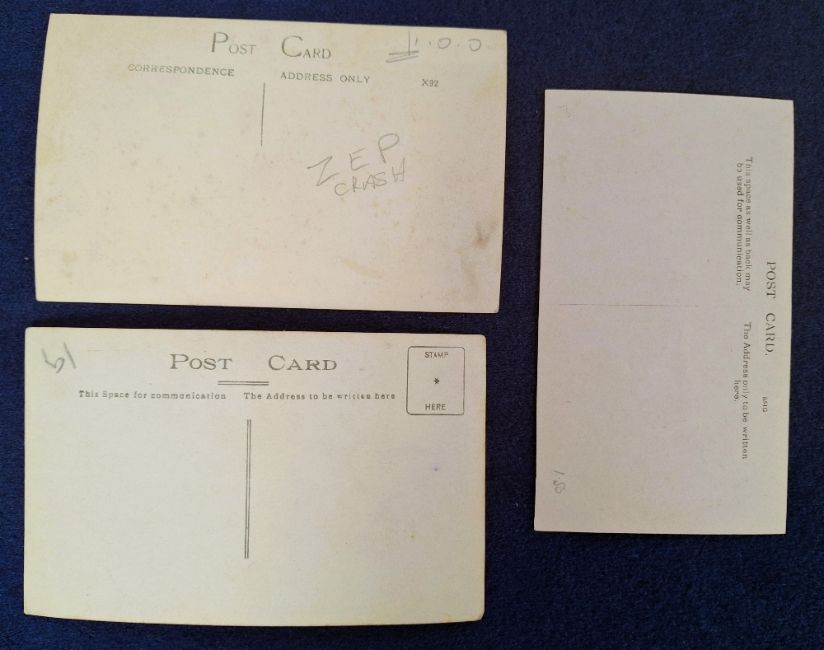 POST CARD
1.0.0
CORRESPONDENCE
ADDRESS ONLY
X92
ZEP
CRASH
POST CARD
This Space for communication
The Address to be written here
STAMP
*
HERE
POST CARD.
This space as well as back may
be used for communication.
The Address only to be written
here.